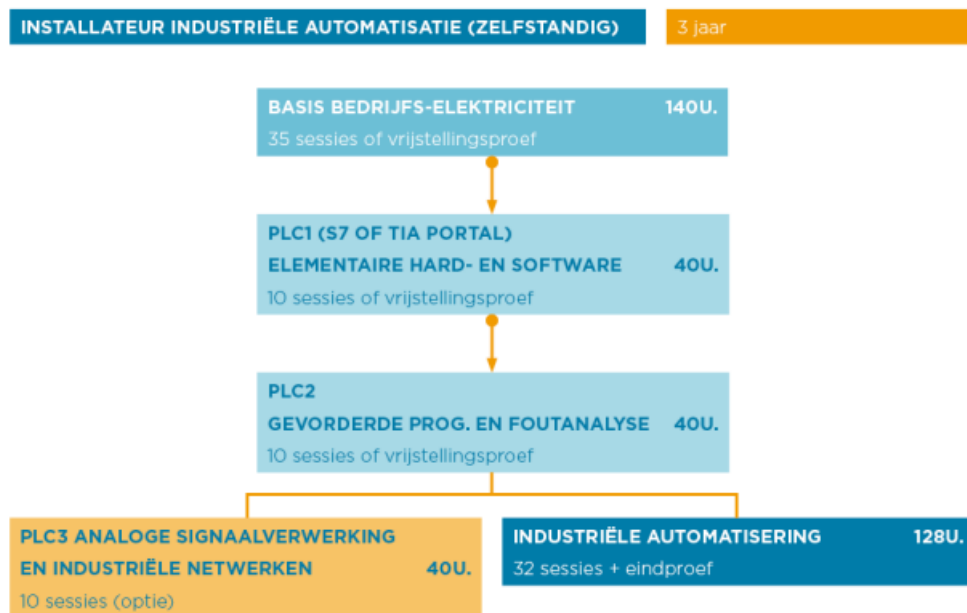 INSTALLATEUR INDUSTRIËLE AUTOMATISATIE (ZELFSTANDIG)
3 jaar
BASIS BEDRIJFS-ELEKTRICITEIT 140U.
35 sessies of vrijstellingsproef
PLC1 (S7 OF TIA PORTAL)
ELEMENTAIRE HARD- EN SOFTWARE 40U.
10 sessies of vrijstellingsproef
PLC2
GEVORDERDE PROG. EN FOUTANALYSE 40U.
10 sessies of vrijstellingsproef
PLC3 ANALOGE SIGNAALVERWERKING
EN INDUSTRIËLE NETWERKEN 40U.
10 sessies (optie)
INDUSTRIËLE AUTOMATISERING 128U.
32 sessies + eindproef